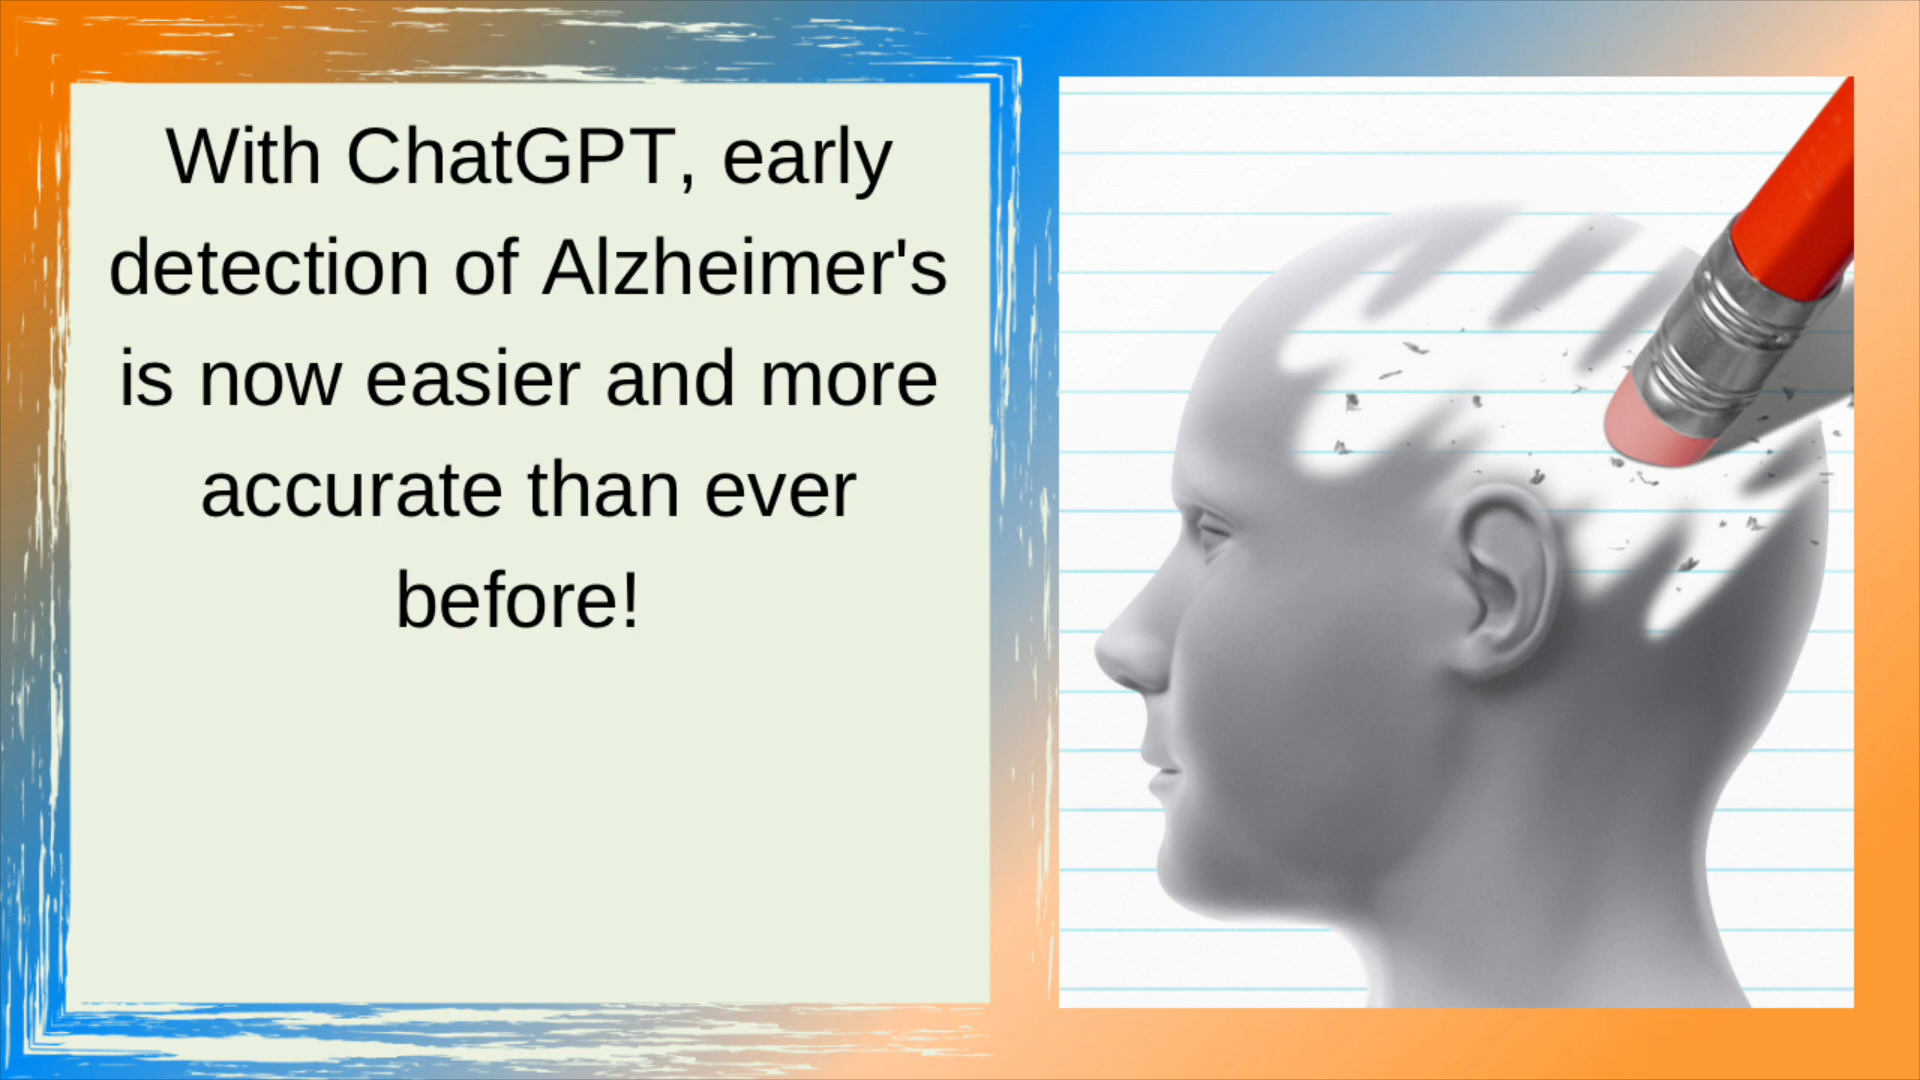 With ChatGPT, early
detection of Alzheimer's
is now easier and more
accurate than ever
before!